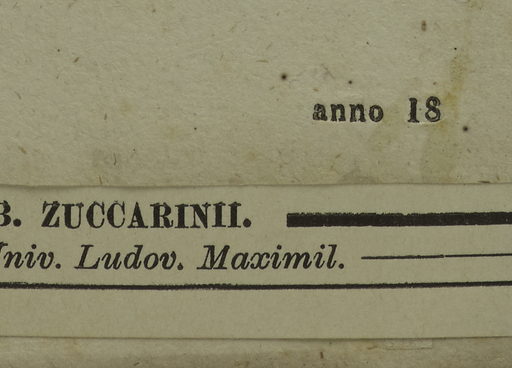 anno 18
B. ZUCCARINII.
Univ. Ludov. Maximil.